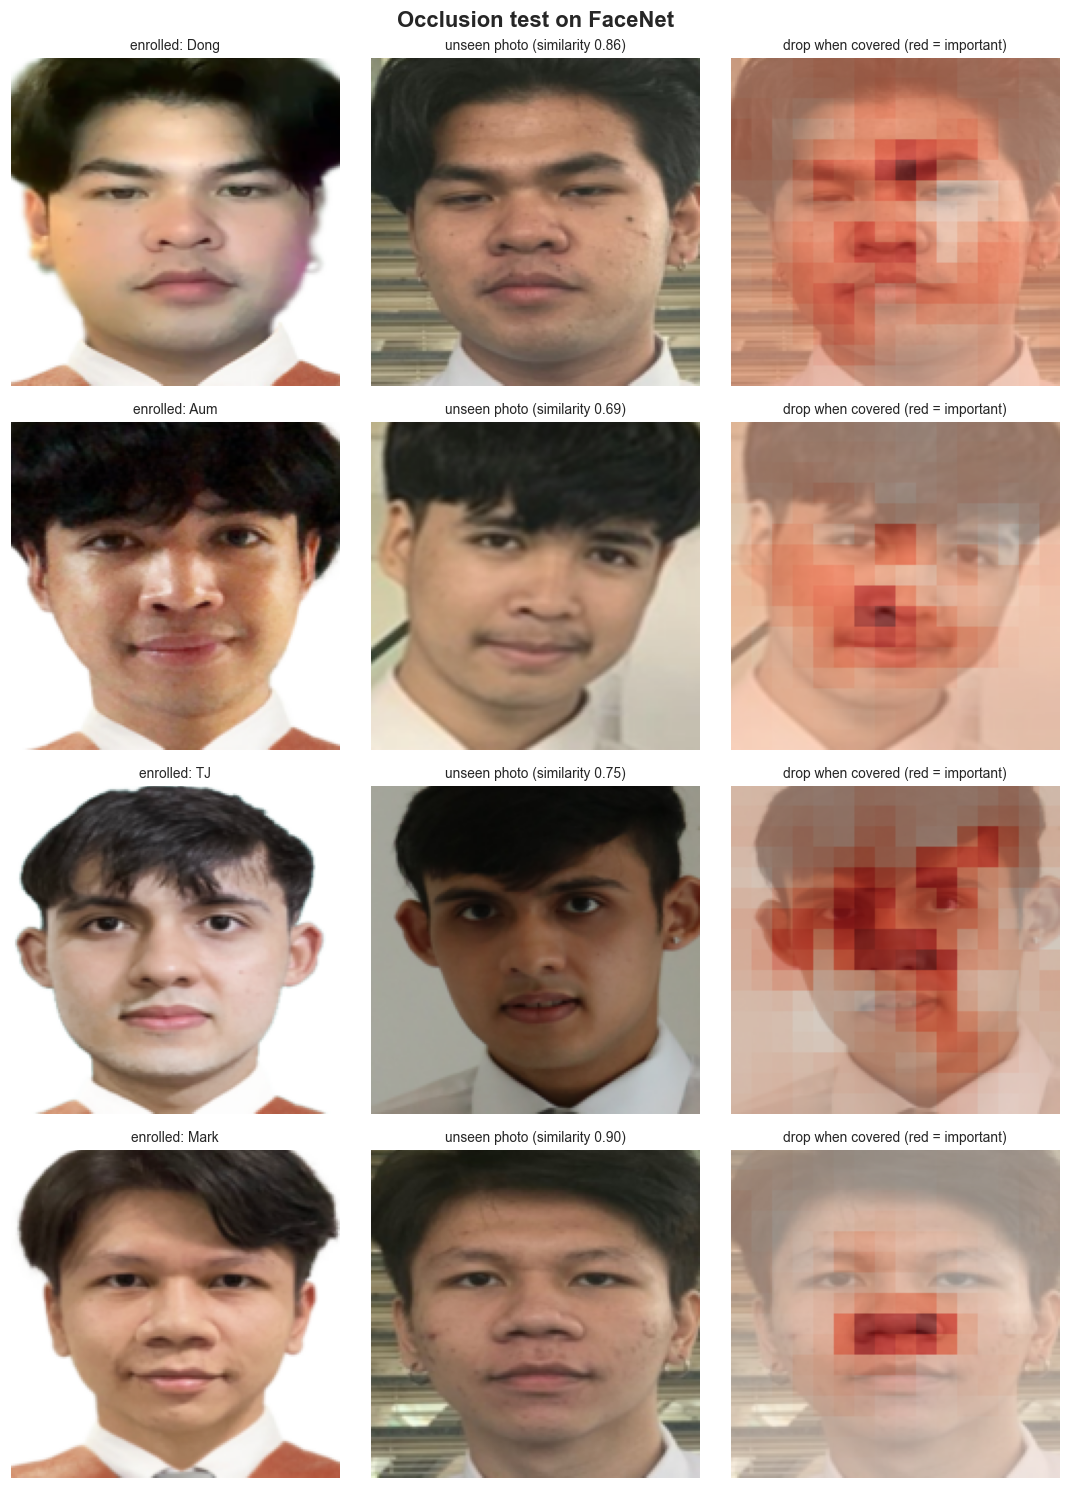 Occlusion test on FaceNet
enrolled: Dong
unseen photo (similarity 0.86)
drop when covered (red = important)
enrolled: Aum
unseen photo (similarity 0.69)
drop when covered (red = important)
enrolled: TJ
unseen photo (similarity 0.75)
drop when covered (red = important)
enrolled: Mark
unseen photo (similarity 0.90)
drop when covered (red = important)